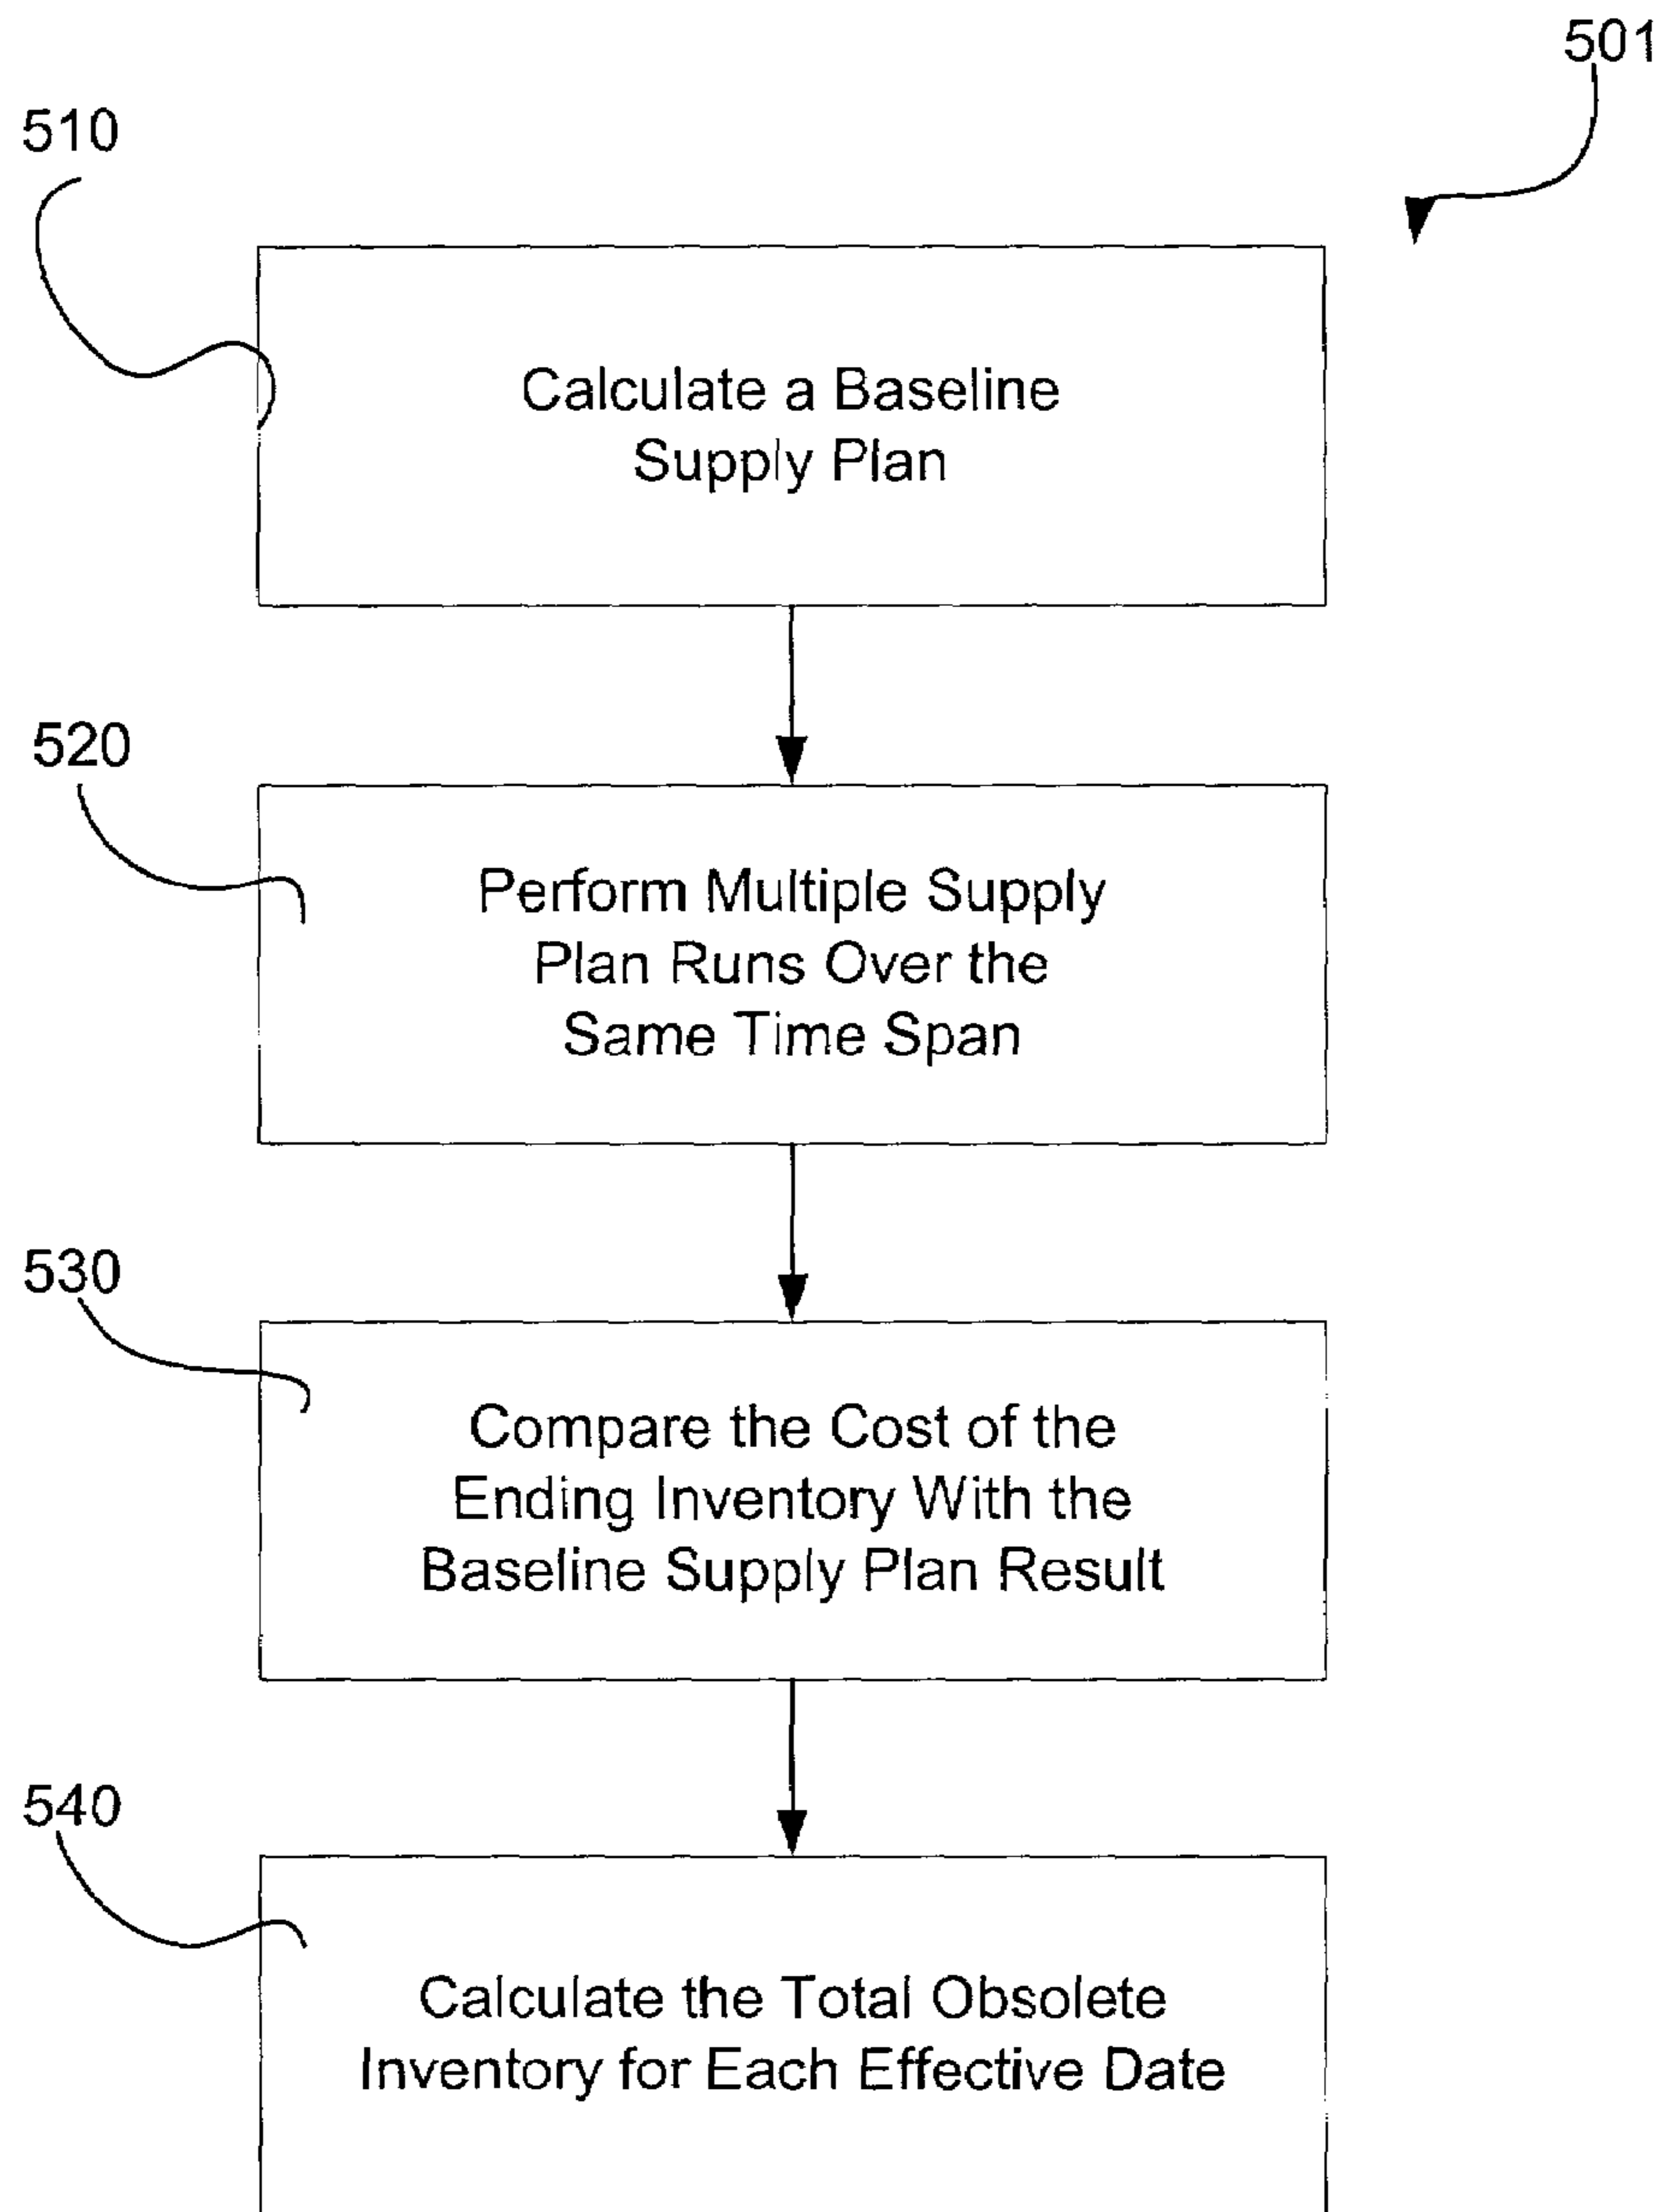 501
510
Calculate a Baseline
Supply Plan
520
Perform Multiple Supply
Plan Runs Over the
Same Time Span
530
Compare the Cost of the
Ending Inventory With the
Baseline Supply Plan Result
540
Calculate the Total Obsolete
Inventory for Each Effective Date